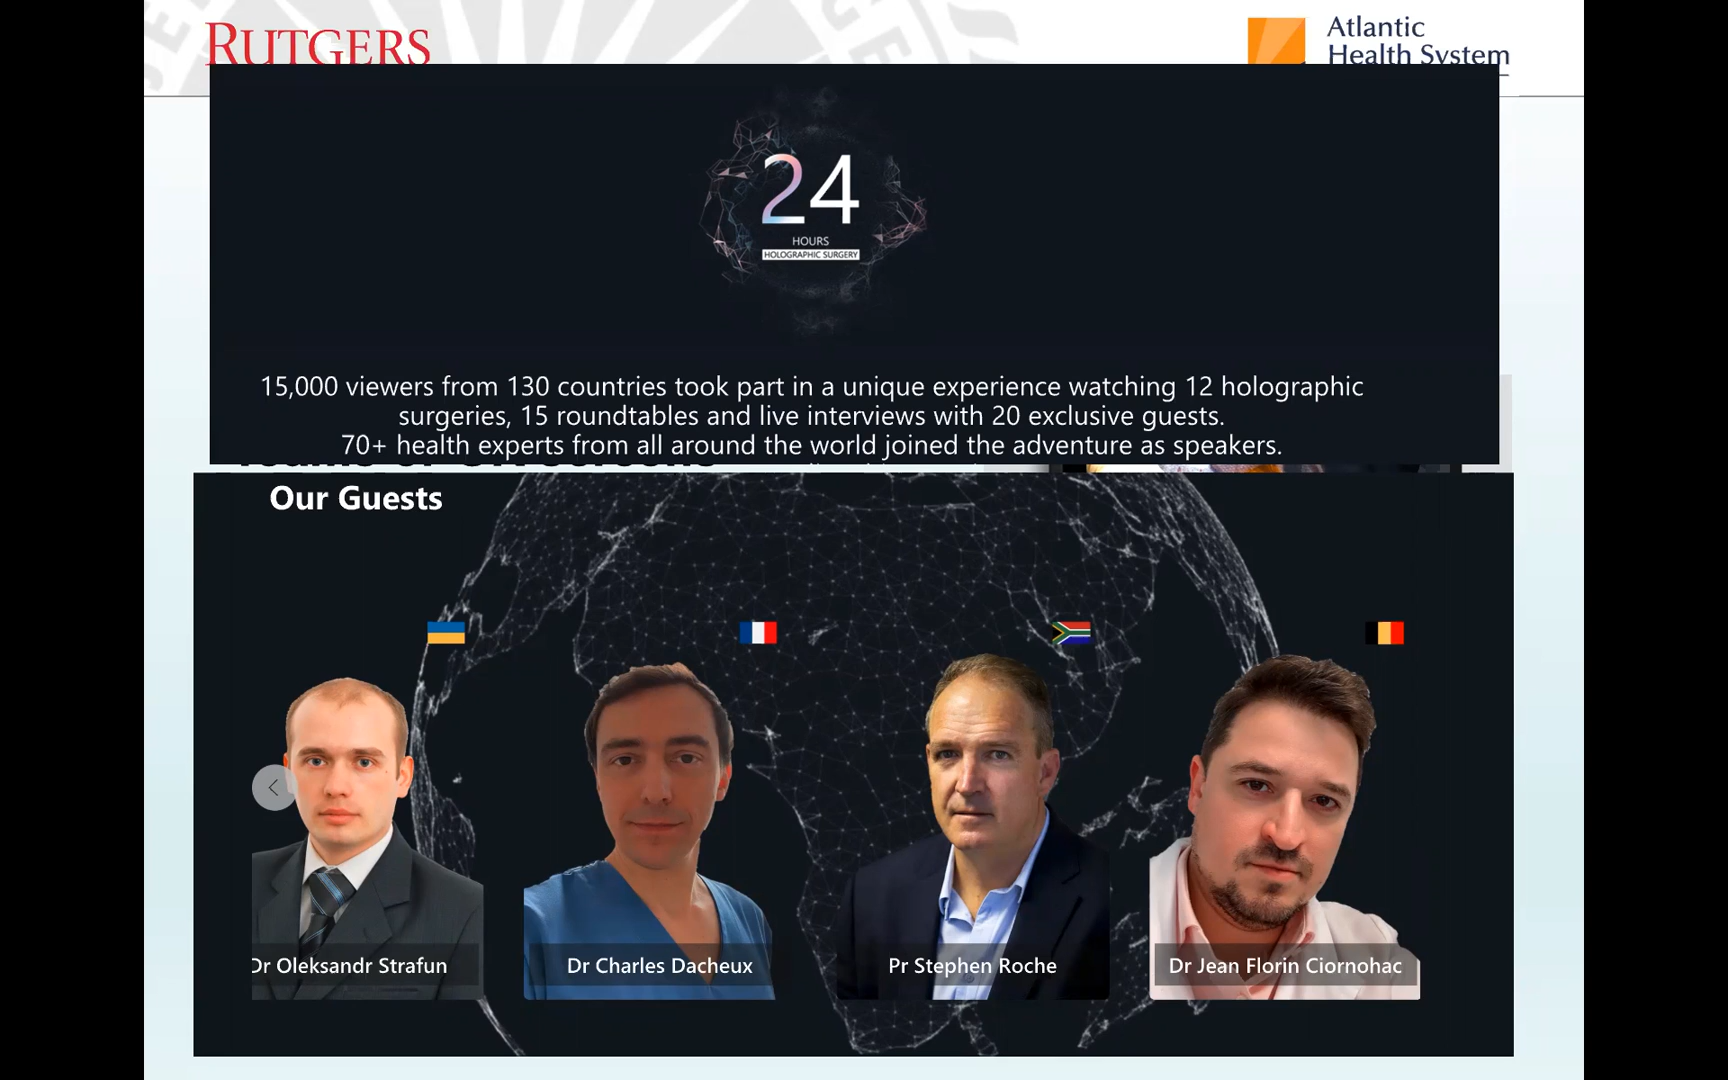 RUTGERS
Atlantic
Health System
24
HOURS
HOLOGRAPHIC SURGERY
15,000 viewers from 130 countries took part in a unique experience watching 12 holographic
surgeries, 15 roundtables and live interviews with 20 exclusive guests.
70+ health experts from all around the world joined the adventure as speakers.
Our Guests
Dr Oleksandr Strafun
Dr Charles Dacheux
Pr Stephen Roche
Dr Jean Florin Ciornohac